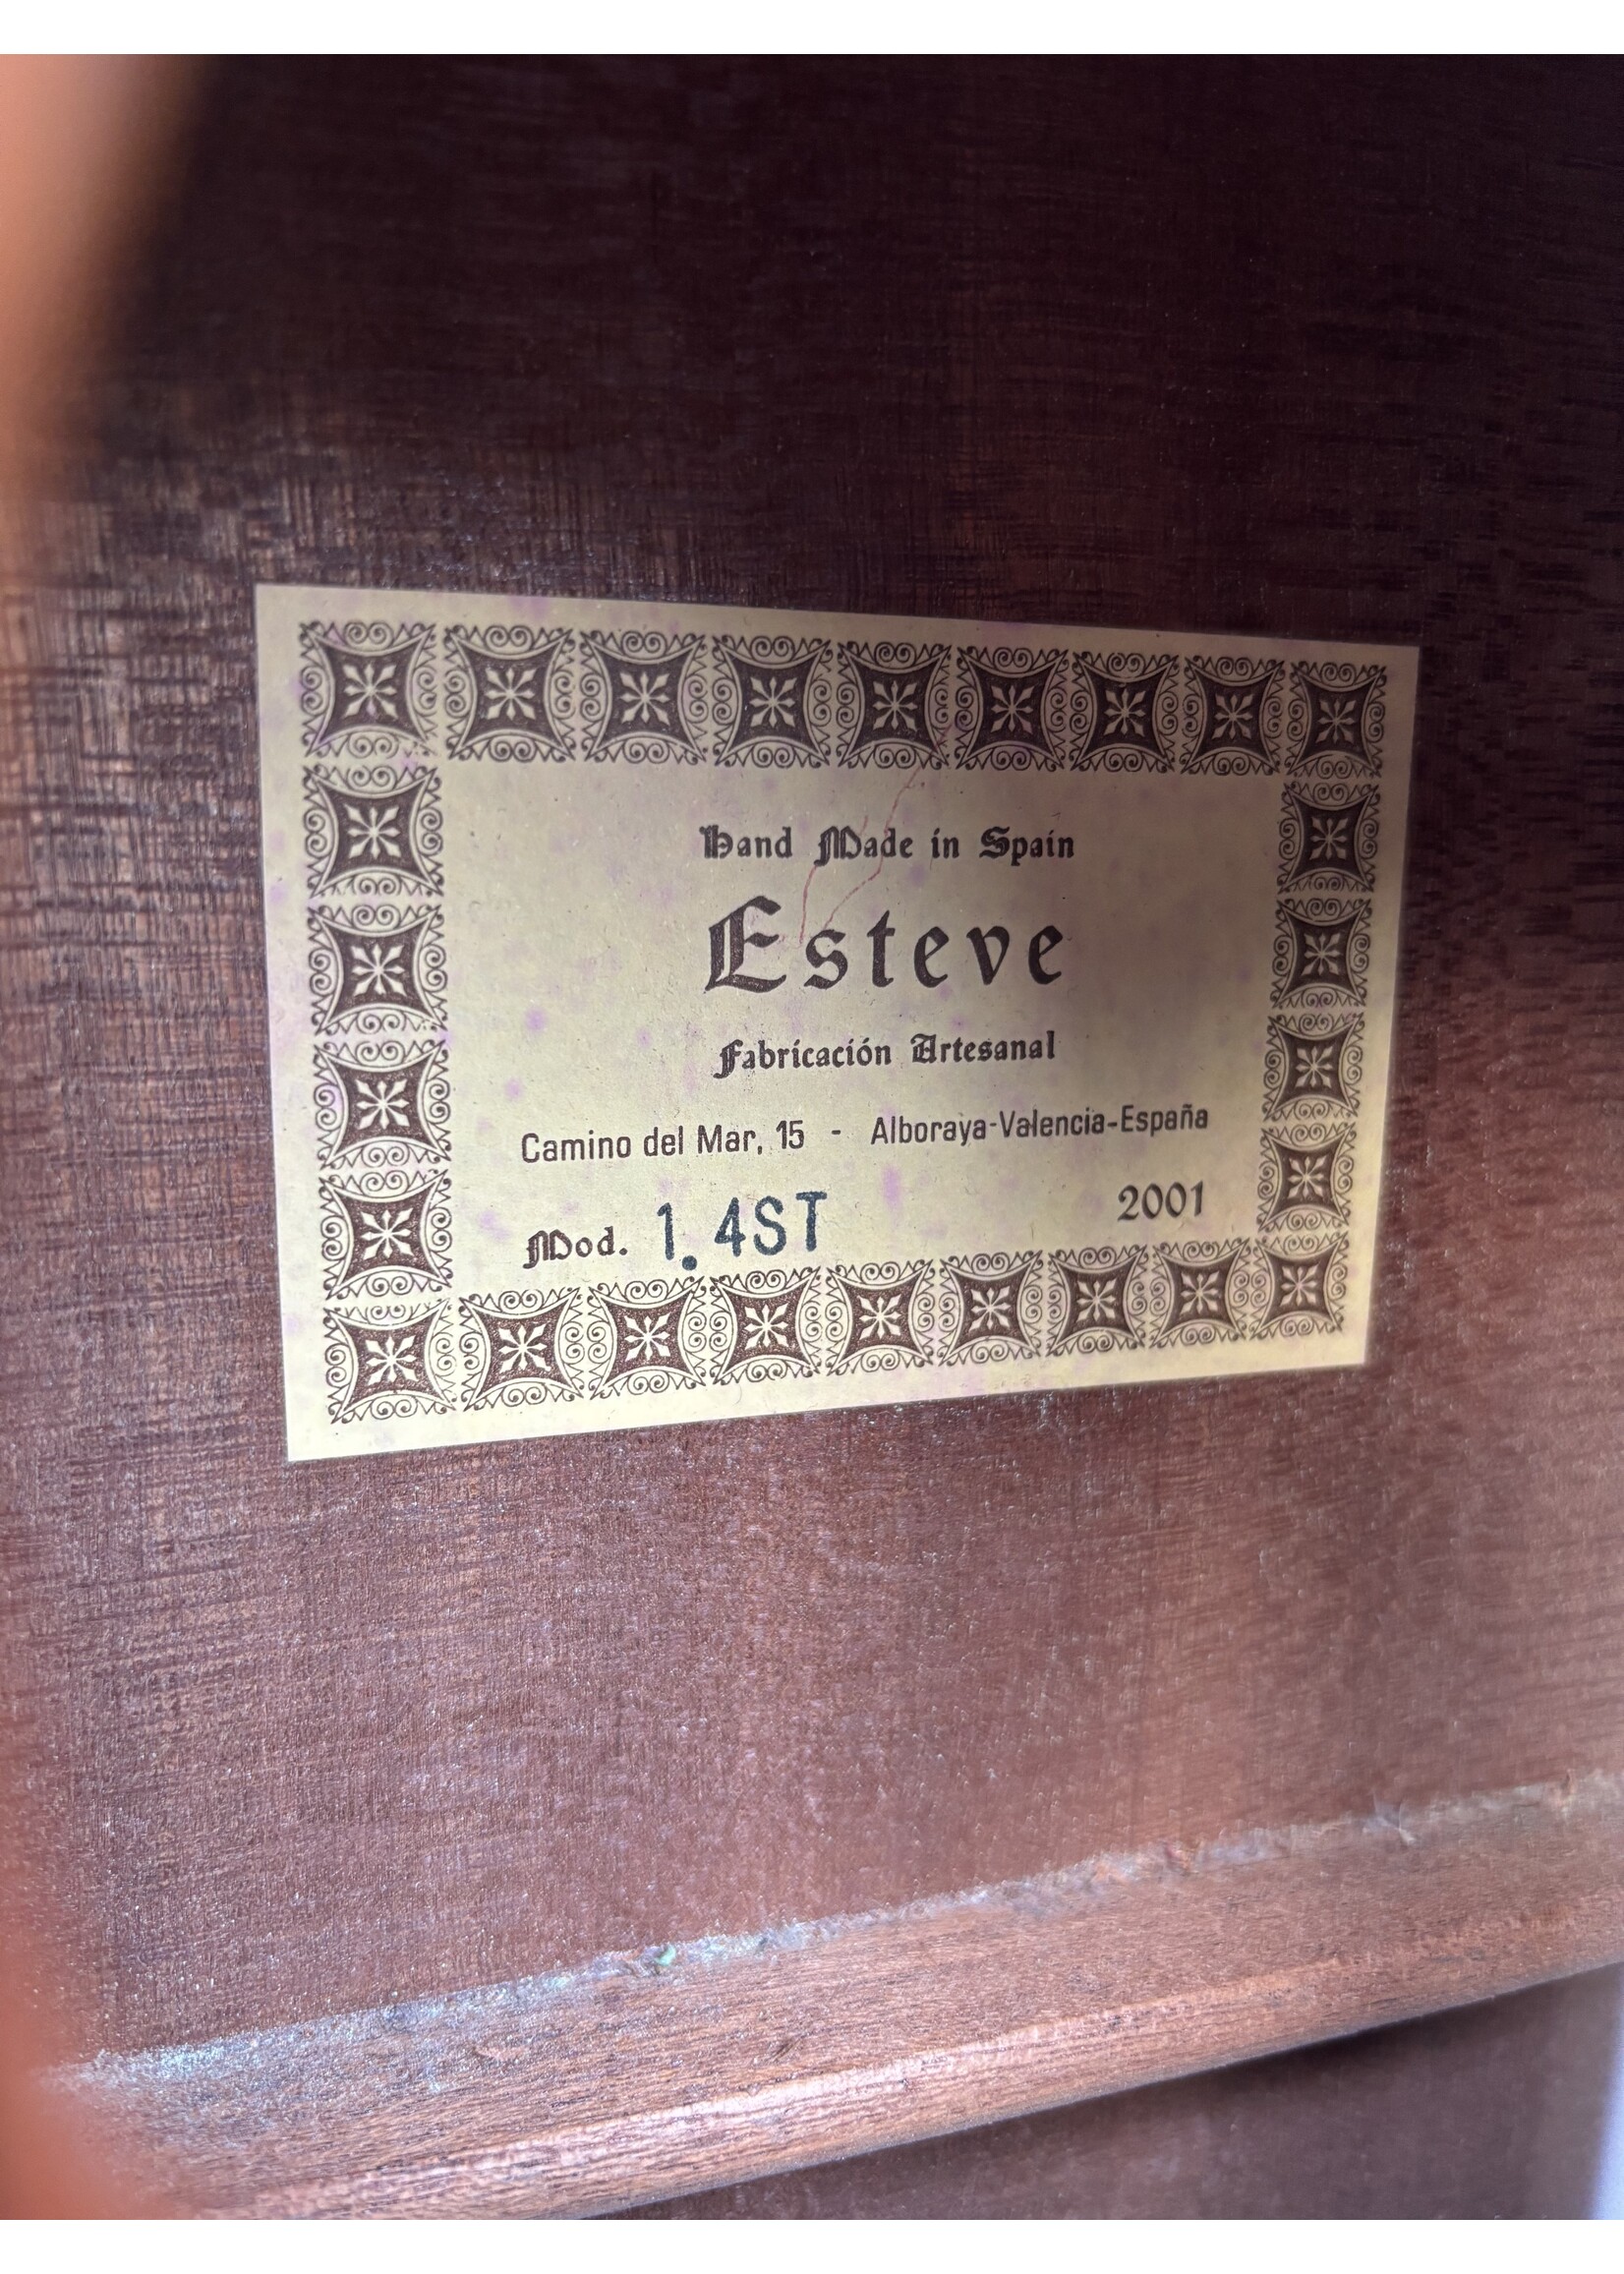 Hand Made in Spain
Esteve
Fabricación Artesanal
Camino del Mar, 15 - Alboraya-Valencia-España
Mod. 1.4ST 2001